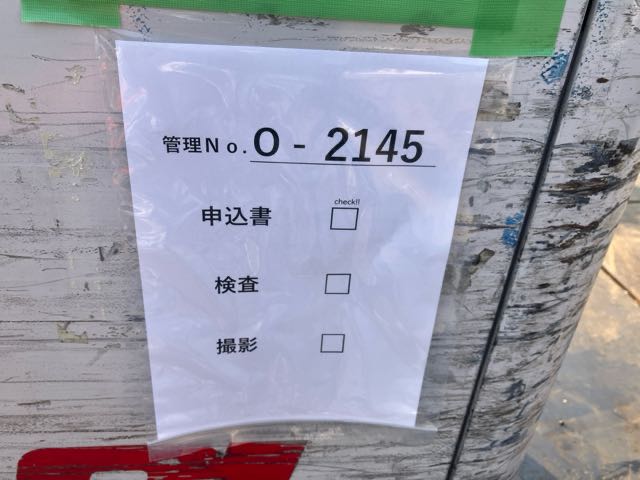 管理No. O - 2145
check!!
申込書 □
検査 □
撮影 □